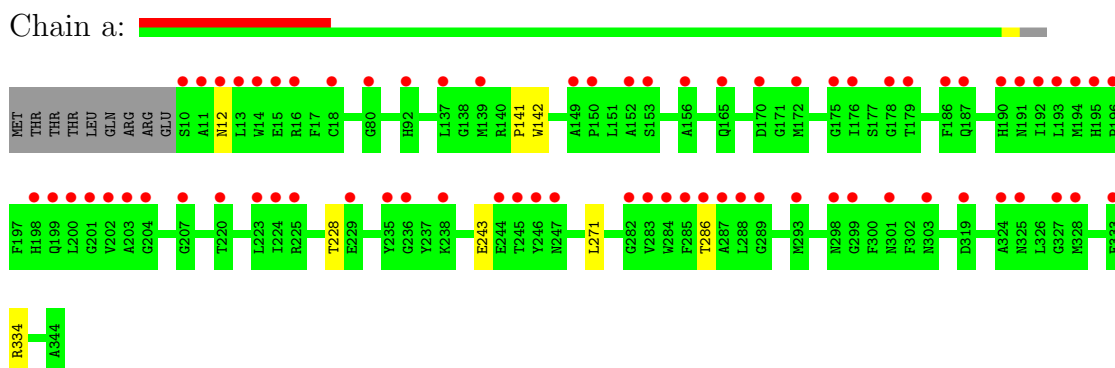 Chain a:
MET THR THR THR LEU GLN ARG ARG GLU S10 A11 N12 L13 W14 E15 R16 F17 C18 G80 H92 L137 G138 M139 R140 P141 W142 A149 P150 L151 A152 S153 A156 Q165 D170 G171 M172 G175 I176 S177 G178 T179 F186 Q187 H190 N191 I192 L193 M194 H195 P196
F197 H198 Q199 L200 G201 V202 A203 G204 G207 T220 L223 I224 R225 T228 E229 Y235 G236 Y237 K238 E243 E244 T245 Y246 N247 L271 G282 V283 W284 F285 T286 A287 L288 G289 M293 N298 G299 F300 N301 F302 N303 D319 A324 N325 L326 G327 M328
R334 A344